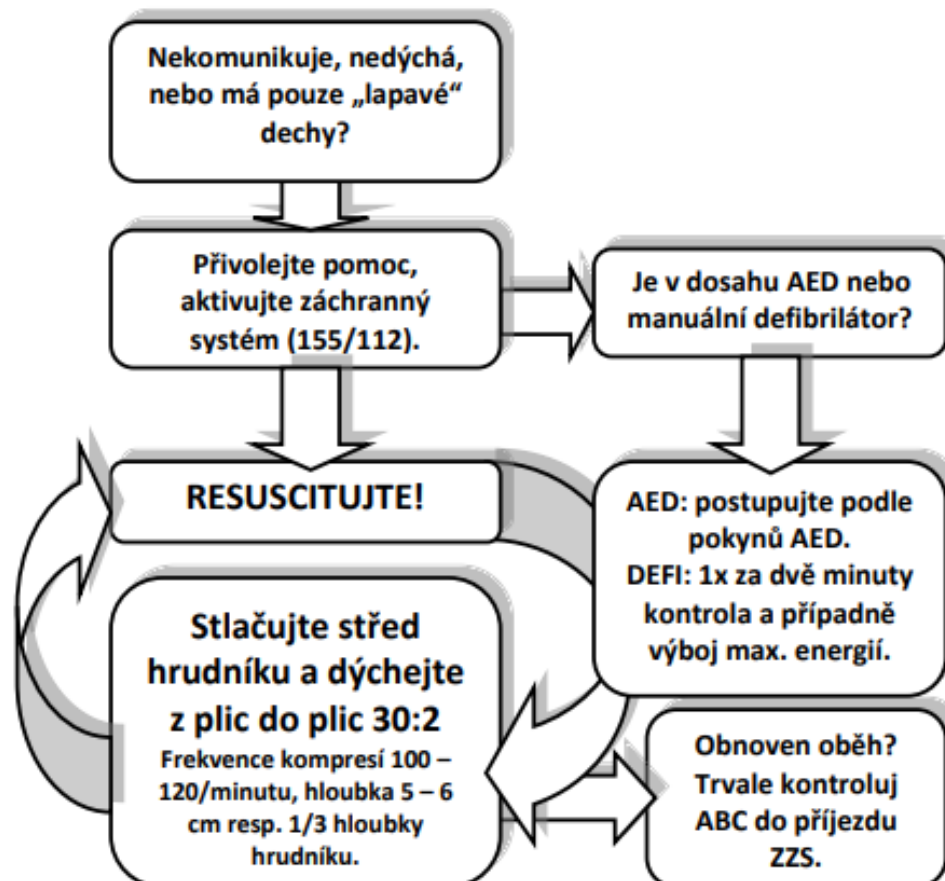 Nekomunikuje, nedýchá,
nebo má pouze „lapavé“
dechy?
Přivolejte pomoc,
aktivujte záchranný
systém (155/112).
Je v dosahu AED nebo
manuální defibrilátor?
RESUSCITUJTE!
AED: postupujte podle
pokynů AED.
DEFI: 1x za dvě minuty
kontrola a případně
výboj max. energií.
Stlačujte střed
hrudníku a dýchejte
z plic do plic 30:2
Frekvence kompresí 100 –
120/minutu, hloubka 5 – 6
cm resp. 1/3 hloubky
hrudníku.
Obnoven oběh?
Trvale kontroluj
ABC do příjezdu
ZZS.